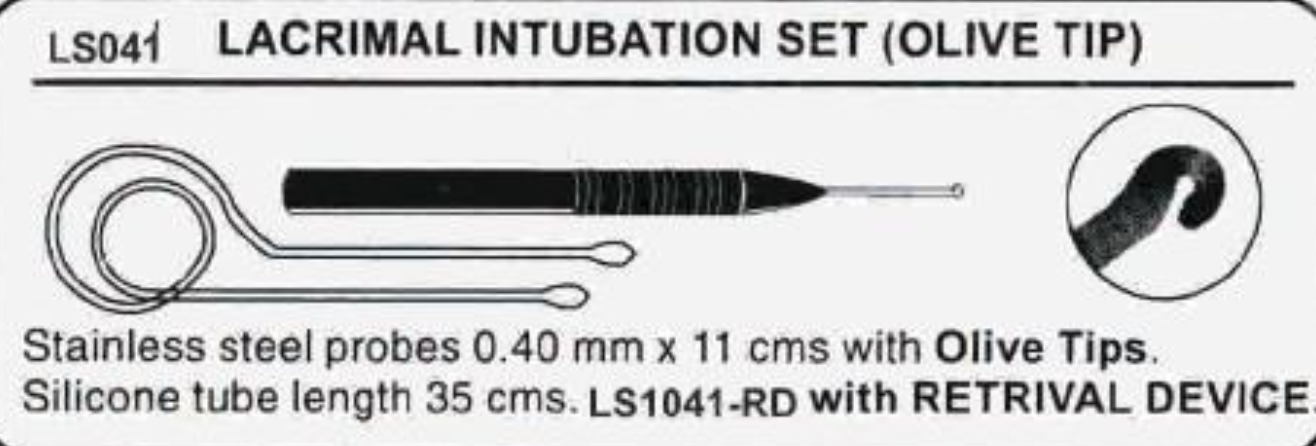 LS041 LACRIMAL INTUBATION SET (OLIVE TIP)
Stainless steel probes 0.40 mm x 11 cms with Olive Tips.
Silicone tube length 35 cms. LS1041-RD with RETRIVAL DEVICE.